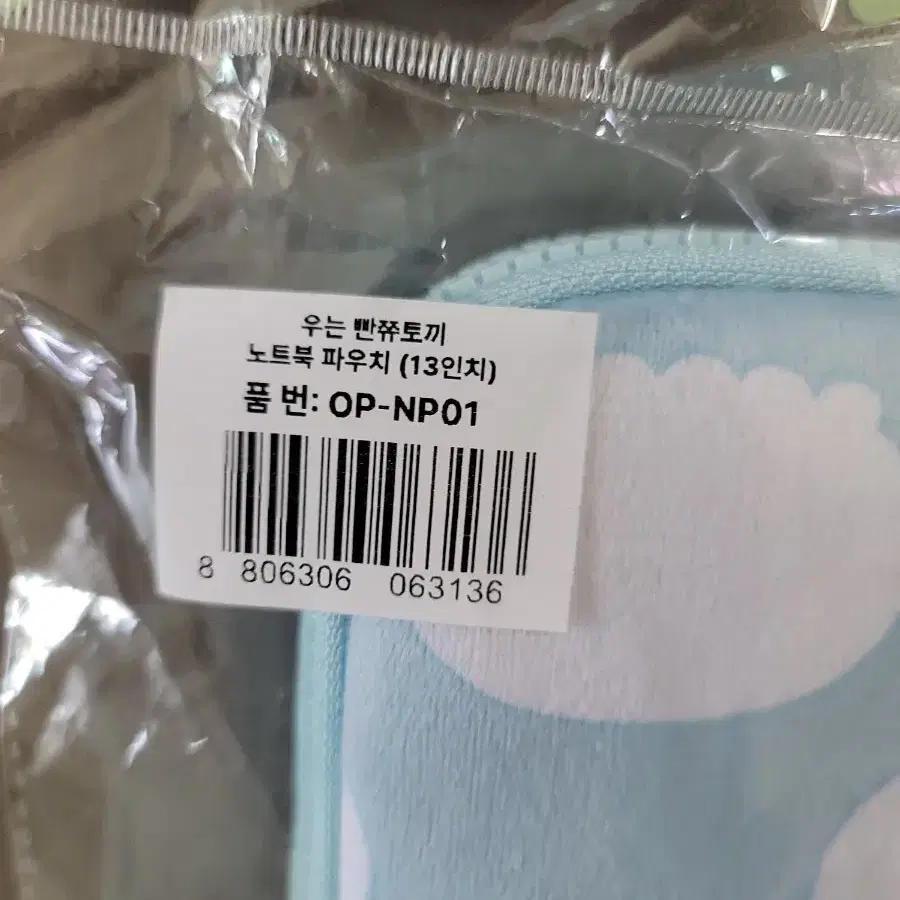 우는 빤쮸토끼
노트북 파우치 (13인치)
품 번: OP-NP01
8 806306 063136